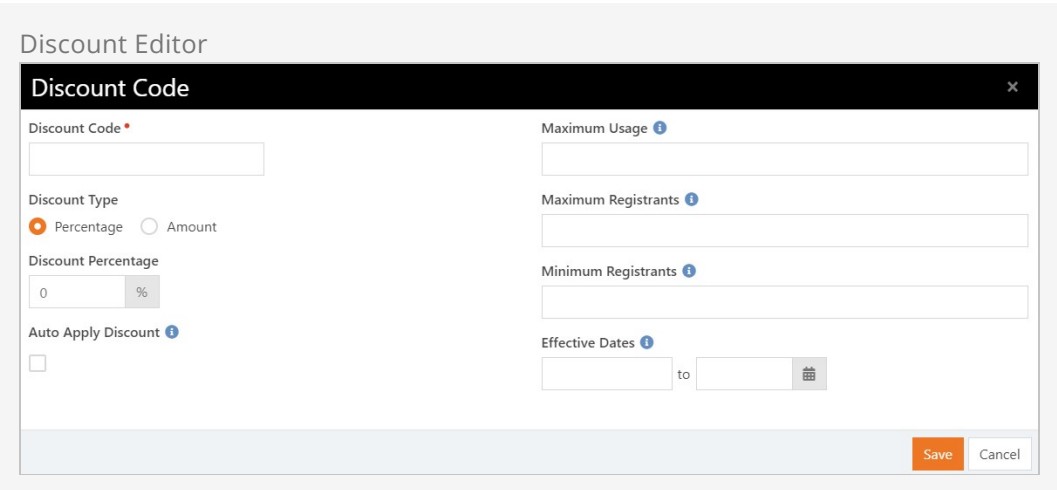 Discount Editor
Discount Code
×
Discount Code
Discount Type
Percentage
Amount
Discount Percentage
0
%
Auto Apply Discount
Maximum Usage
Maximum Registrants
Minimum Registrants
Effective Dates
to
Save
Cancel